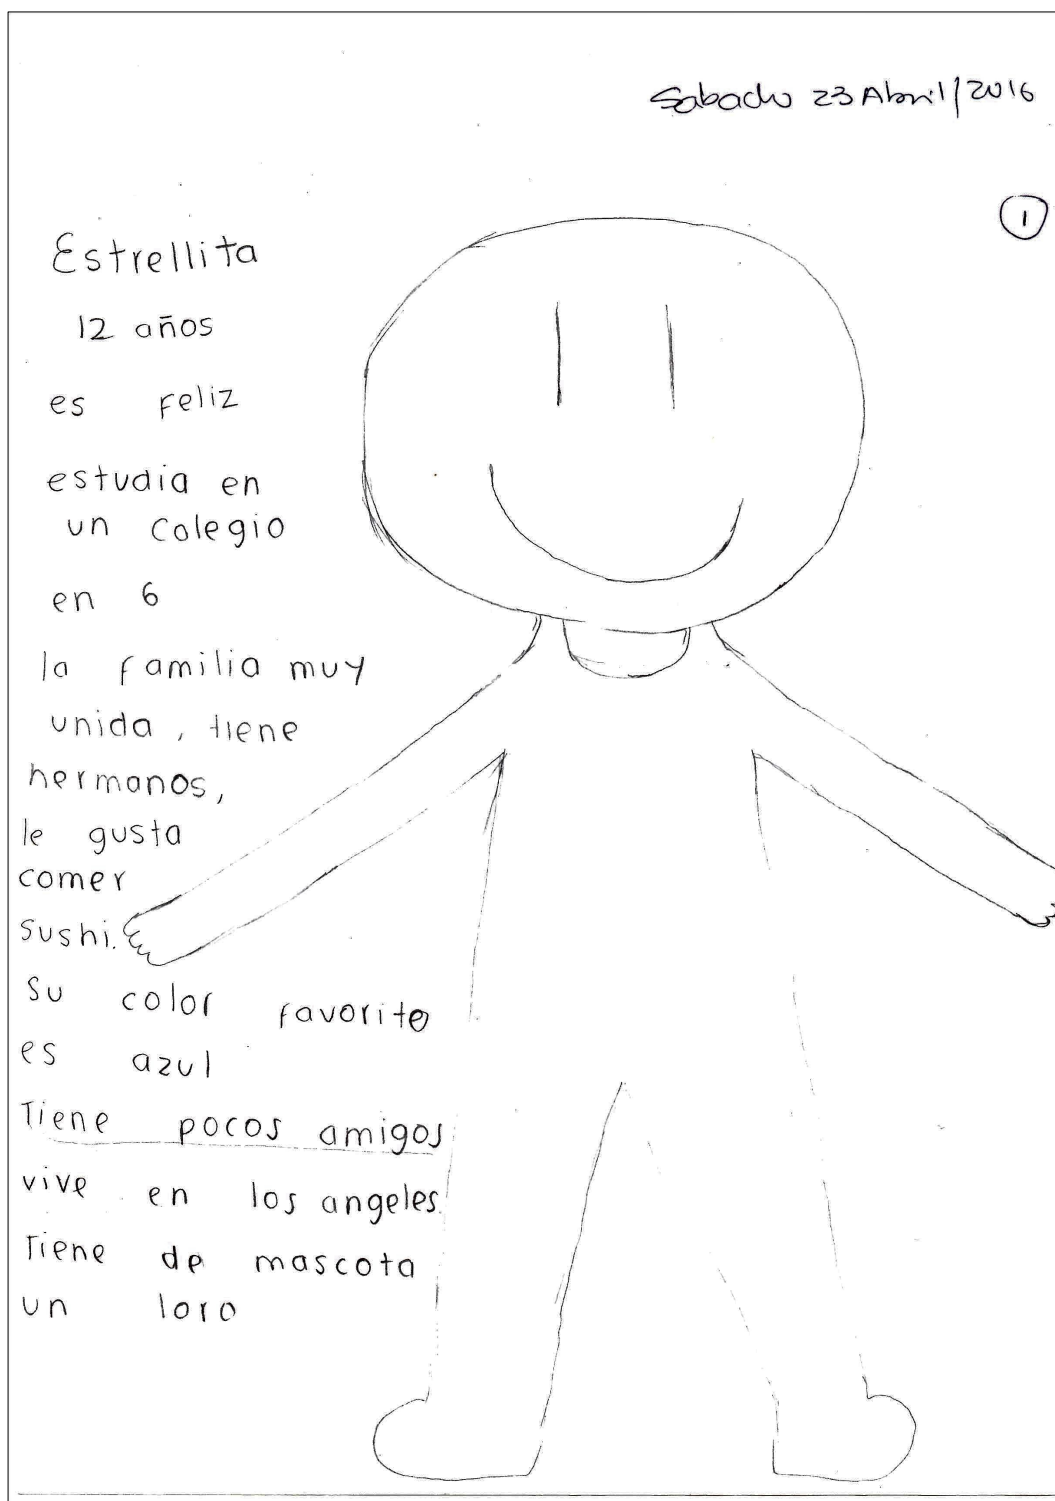 Sabado 23 Abril/2016
1
Estrellita
12 años
es Feliz
estudia en
un Colegio
en 6
la familia muy
unida, tiene
hermanos,
le gusta
comer
Sushi.
Su color favorito
es azul
Tiene pocos amigos
vive en los angeles.
Tiene de mascota
un loro